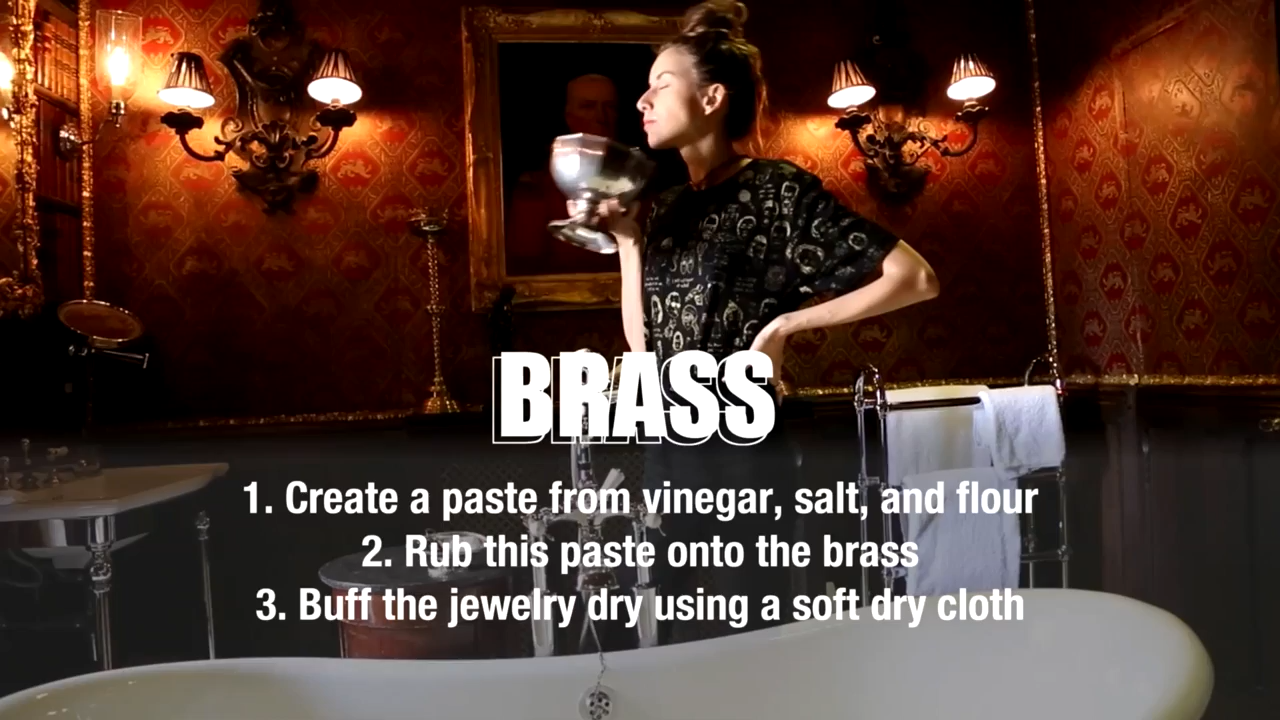 BRASS
1. Create a paste from vinegar, salt, and flour
2. Rub this paste onto the brass
3. Buff the jewelry dry using a soft dry cloth